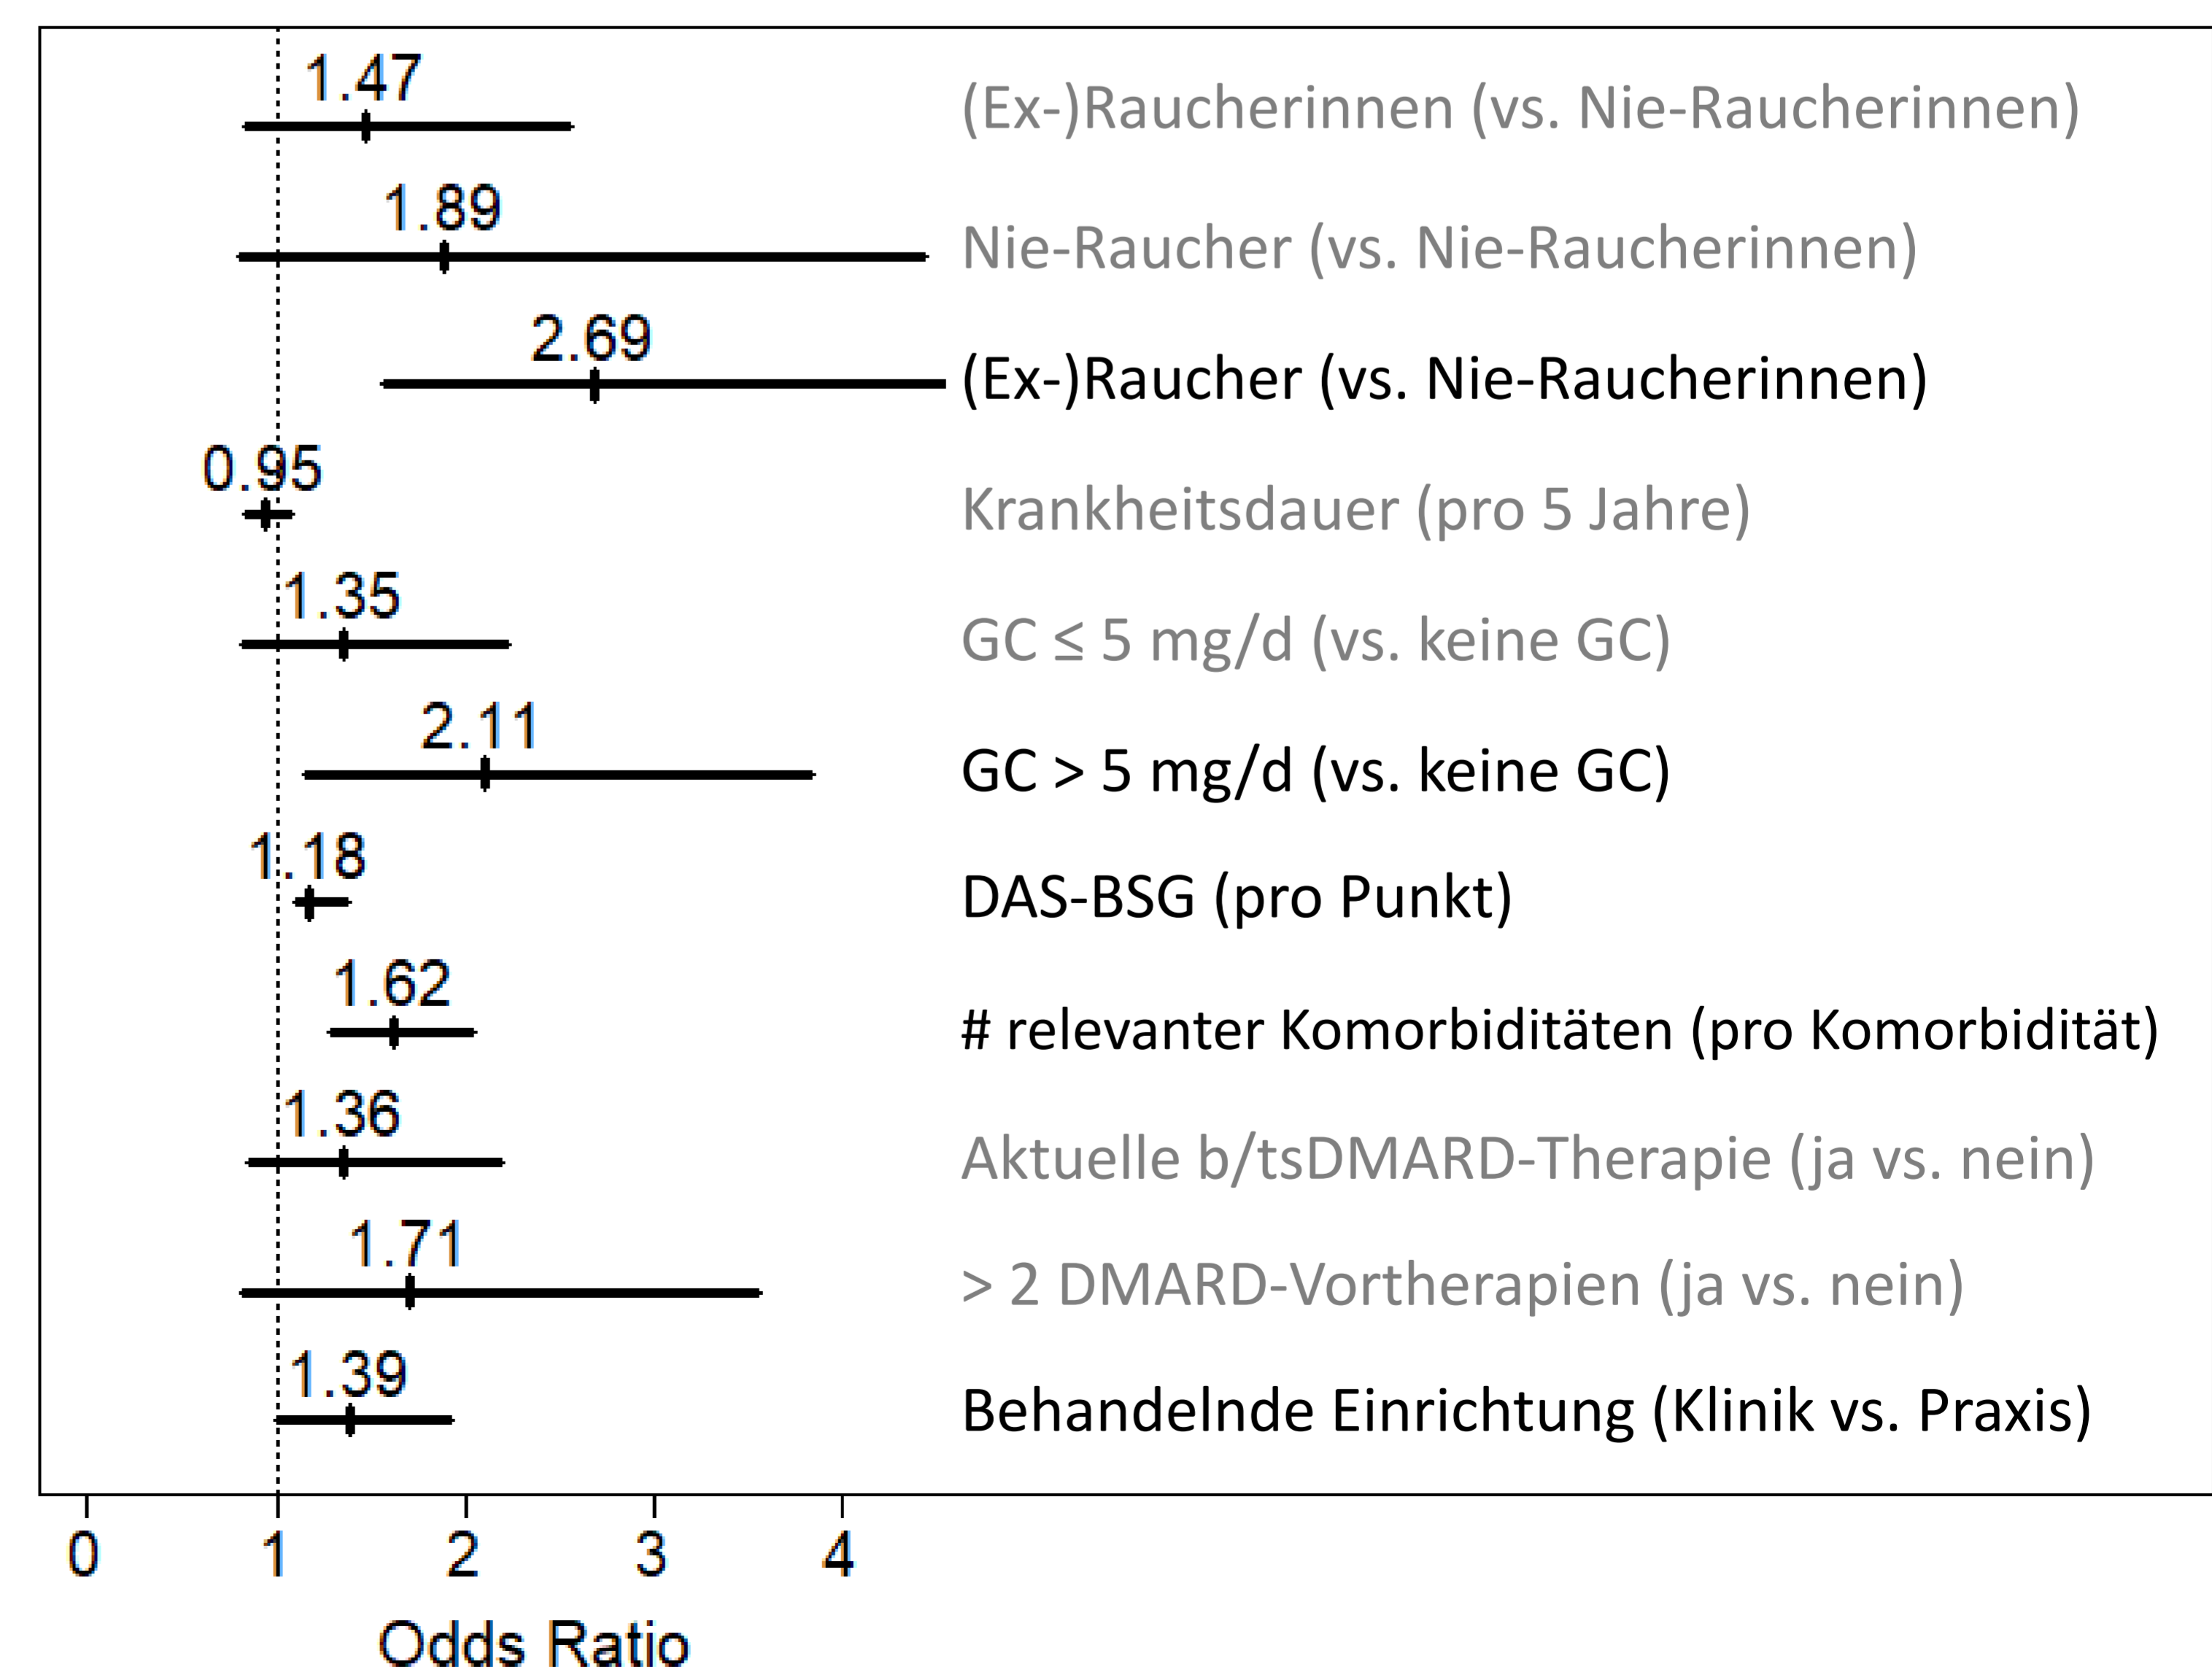 1.47 (Ex-)Raucherinnen (vs. Nie-Raucherinnen)
1.89 Nie-Raucher (vs. Nie-Raucherinnen)
2.69 (Ex-)Raucher (vs. Nie-Raucherinnen)
0.95 Krankheitsdauer (pro 5 Jahre)
1.35 GC ≤ 5 mg/d (vs. keine GC)
2.11 GC > 5 mg/d (vs. keine GC)
1.18 DAS-BSG (pro Punkt)
1.62 # relevanter Komorbiditäten (pro Komorbidität)
1.36 Aktuelle b/tsDMARD-Therapie (ja vs. nein)
1.71 > 2 DMARD-Vortherapien (ja vs. nein)
1.39 Behandelnde Einrichtung (Klinik vs. Praxis)
0 1 2 3 4
Odds Ratio